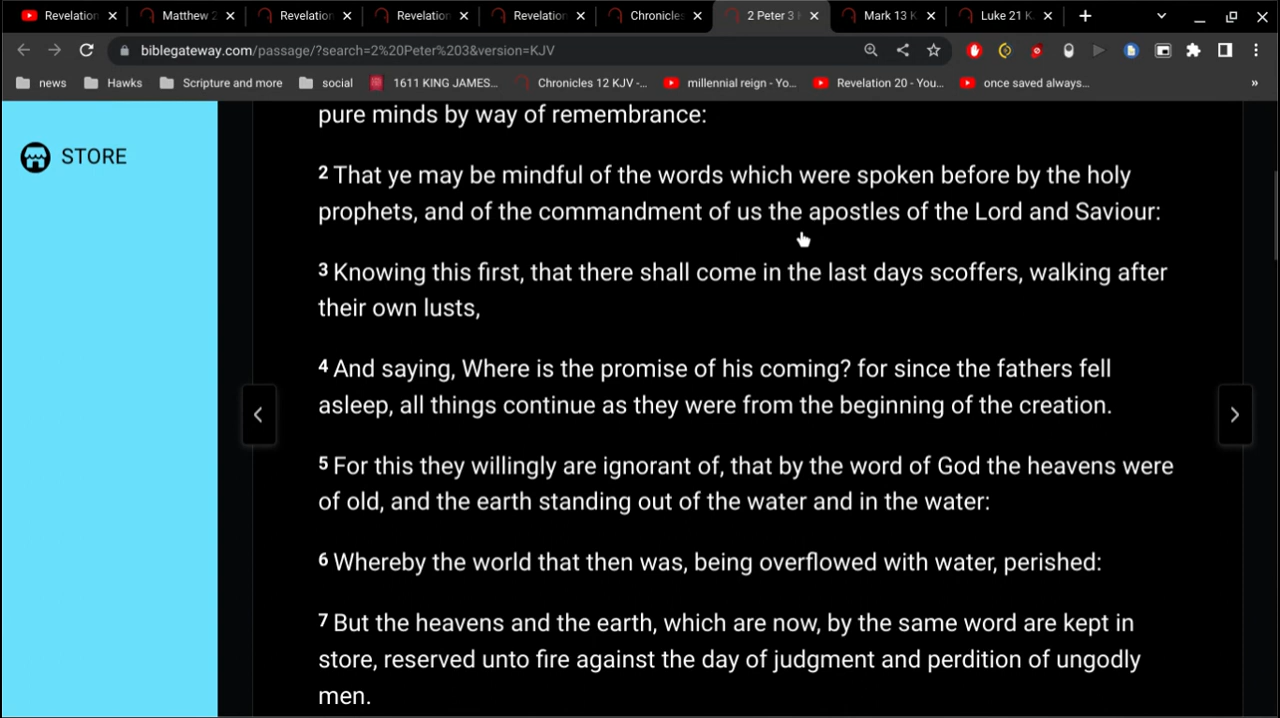 Revelation
Matthew 2
Revelation
Revelation
Revelation
Chronicles
2 Peter 3 K
Mark 13 K
Luke 21 K
biblegateway.com/passage/?search=2%20Peter%203&version=KJV
news
Hawks
Scripture and more
social
1611 KING JAMES...
Chronicles 12 KJV -...
millennial reign - Yo...
Revelation 20 - You...
once saved always...
»
STORE
pure minds by way of remembrance:
2 That ye may be mindful of the words which were spoken before by the holy
prophets, and of the commandment of us the apostles of the Lord and Saviour:
3 Knowing this first, that there shall come in the last days scoffers, walking after
their own lusts,
4 And saying, Where is the promise of his coming? for since the fathers fell
asleep, all things continue as they were from the beginning of the creation.
5 For this they willingly are ignorant of, that by the word of God the heavens were
of old, and the earth standing out of the water and in the water:
6 Whereby the world that then was, being overflowed with water, perished:
7 But the heavens and the earth, which are now, by the same word are kept in
store, reserved unto fire against the day of judgment and perdition of ungodly
men.